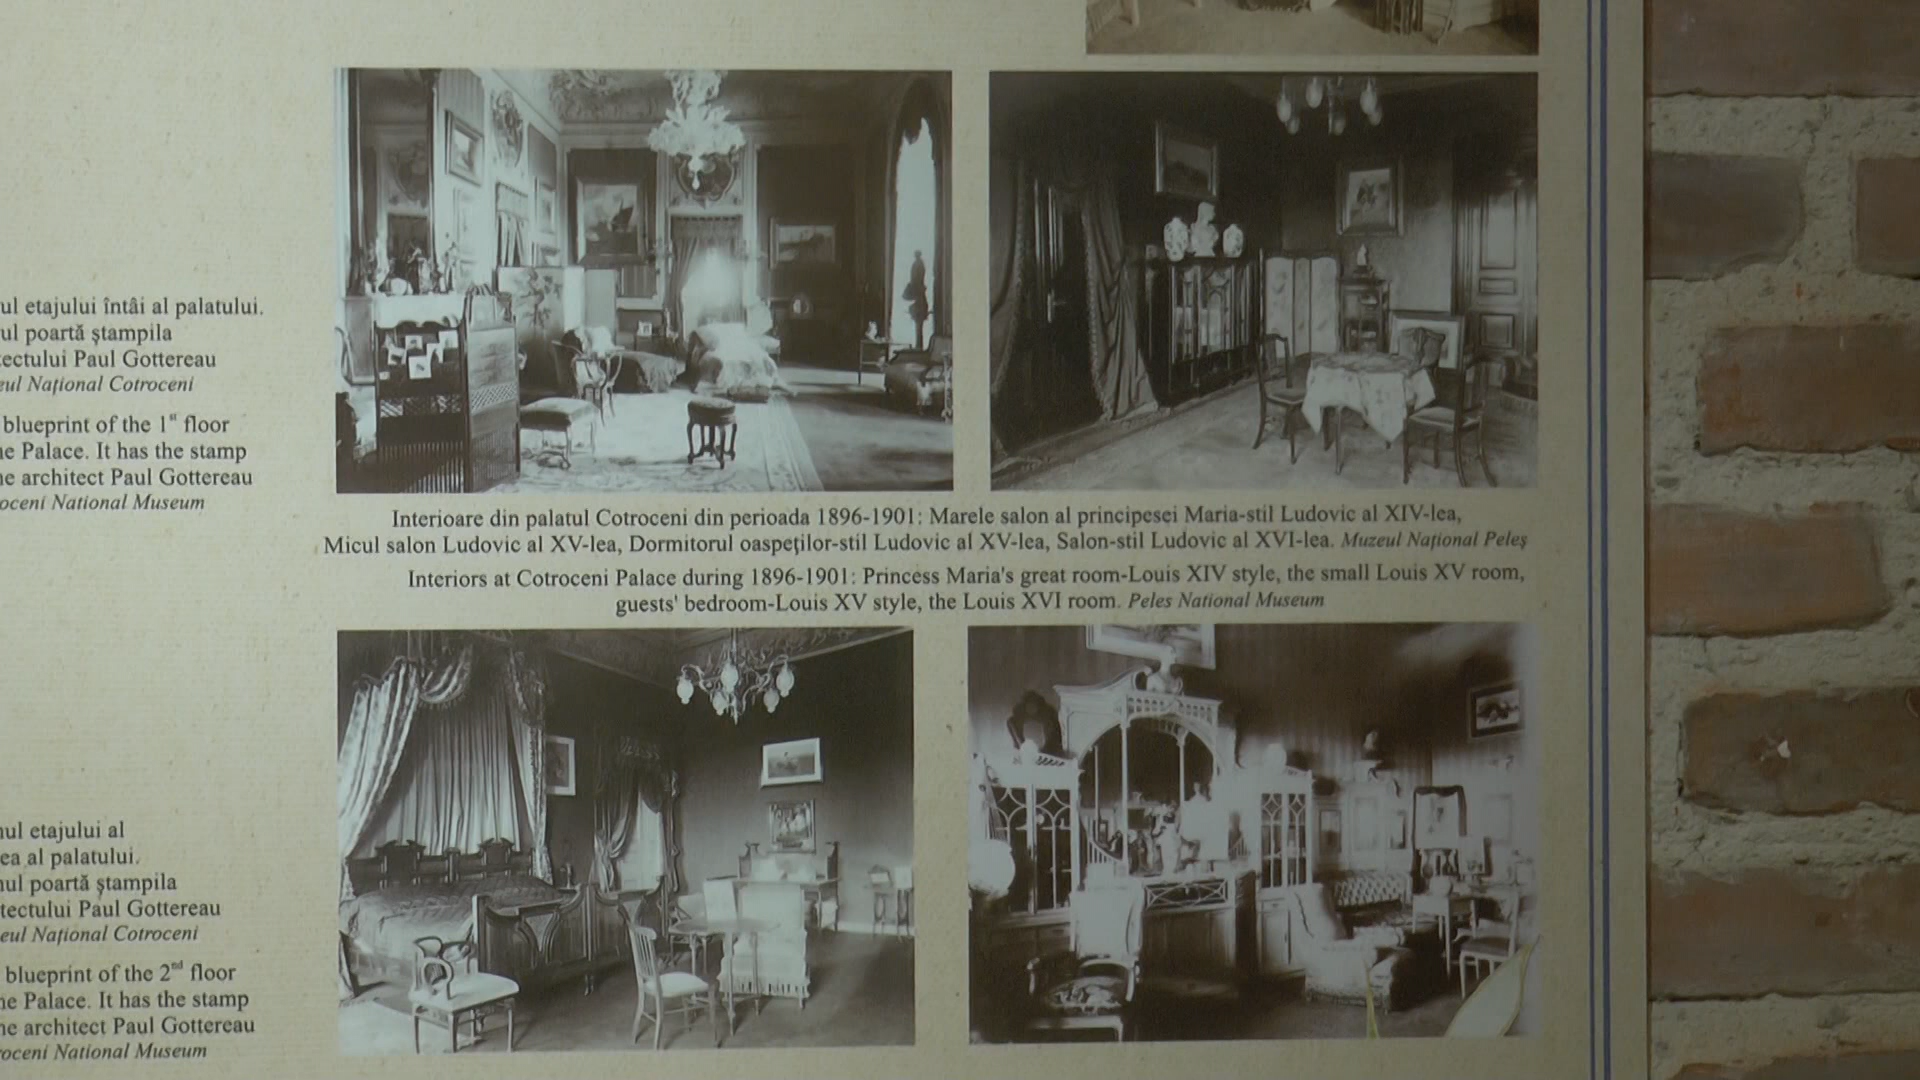 ul etajului întâi al palatului.
ul poartă ştampila
tectului Paul Gottereau
eul Naţional Cotroceni
blueprint of the 1st floor
he Palace. It has the stamp
he architect Paul Gottereau
roceni National Museum
Interioare din palatul Cotroceni din perioada 1896-1901: Marele salon al principesei Maria-stil Ludovic al XIV-lea,
Micul salon Ludovic al XV-lea, Dormitorul oaspeţilor-stil Ludovic al XV-lea, Salon-stil Ludovic al XVI-lea. Muzeul Naţional Peleş
Interiors at Cotroceni Palace during 1896-1901: Princess Maria's great room-Louis XIV style, the small Louis XV room,
guests' bedroom-Louis XV style, the Louis XVI room. Peles National Museum
nul etajului al
ea al palatului.
nul poartă ştampila
tectului Paul Gottereau
eul Naţional Cotroceni
blueprint of the 2nd floor
he Palace. It has the stamp
he architect Paul Gottereau
roceni National Museum